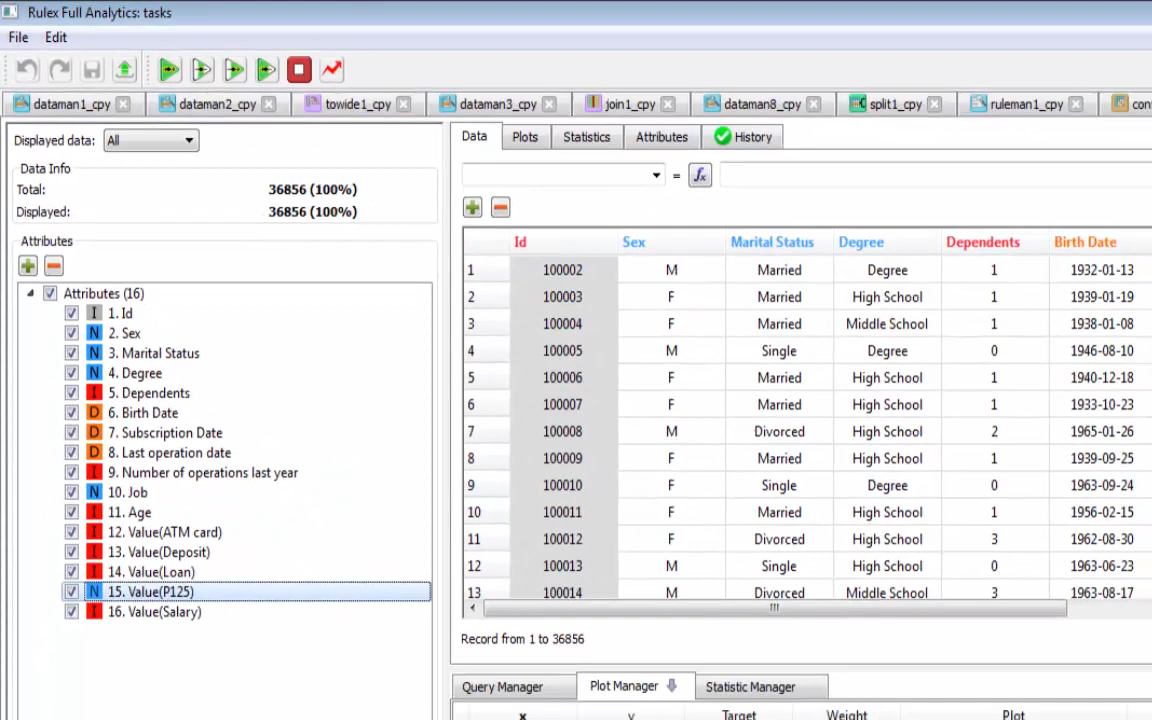 Rulex Full Analytics: tasks
File Edit
dataman1_cpy dataman2_cpy towide1_cpy dataman3_cpy join1_cpy dataman8_cpy split1_cpy ruleman1_cpy con
Displayed data: All
Data Info
Total: 36856 (100%)
Displayed: 36856 (100%)
Attributes
Attributes (16)
I 1. Id
N 2. Sex
N 3. Marital Status
N 4. Degree
I 5. Dependents
D 6. Birth Date
D 7. Subscription Date
D 8. Last operation date
I 9. Number of operations last year
N 10. Job
I 11. Age
I 12. Value(ATM card)
I 13. Value(Deposit)
I 14. Value(Loan)
N 15. Value(P125)
I 16. Value(Salary)
Data Plots Statistics Attributes History
= fx
Id Sex Marital Status Degree Dependents Birth Date
1 100002 M Married Degree 1 1932-01-13
2 100003 F Married High School 1 1939-01-19
3 100004 F Married Middle School 1 1938-01-08
4 100005 M Single Degree 0 1946-08-10
5 100006 F Married High School 1 1940-12-18
6 100007 F Married High School 1 1933-10-23
7 100008 M Divorced High School 2 1965-01-26
8 100009 F Married High School 1 1939-09-25
9 100010 F Single Degree 0 1963-09-24
10 100011 F Married High School 1 1956-02-15
11 100012 F Divorced High School 3 1962-08-30
12 100013 M Single High School 0 1963-06-23
13 100014 M Divorced Middle School 3 1963-08-17
Record from 1 to 36856
Query Manager Plot Manager Statistic Manager
x y Target Weight Plot